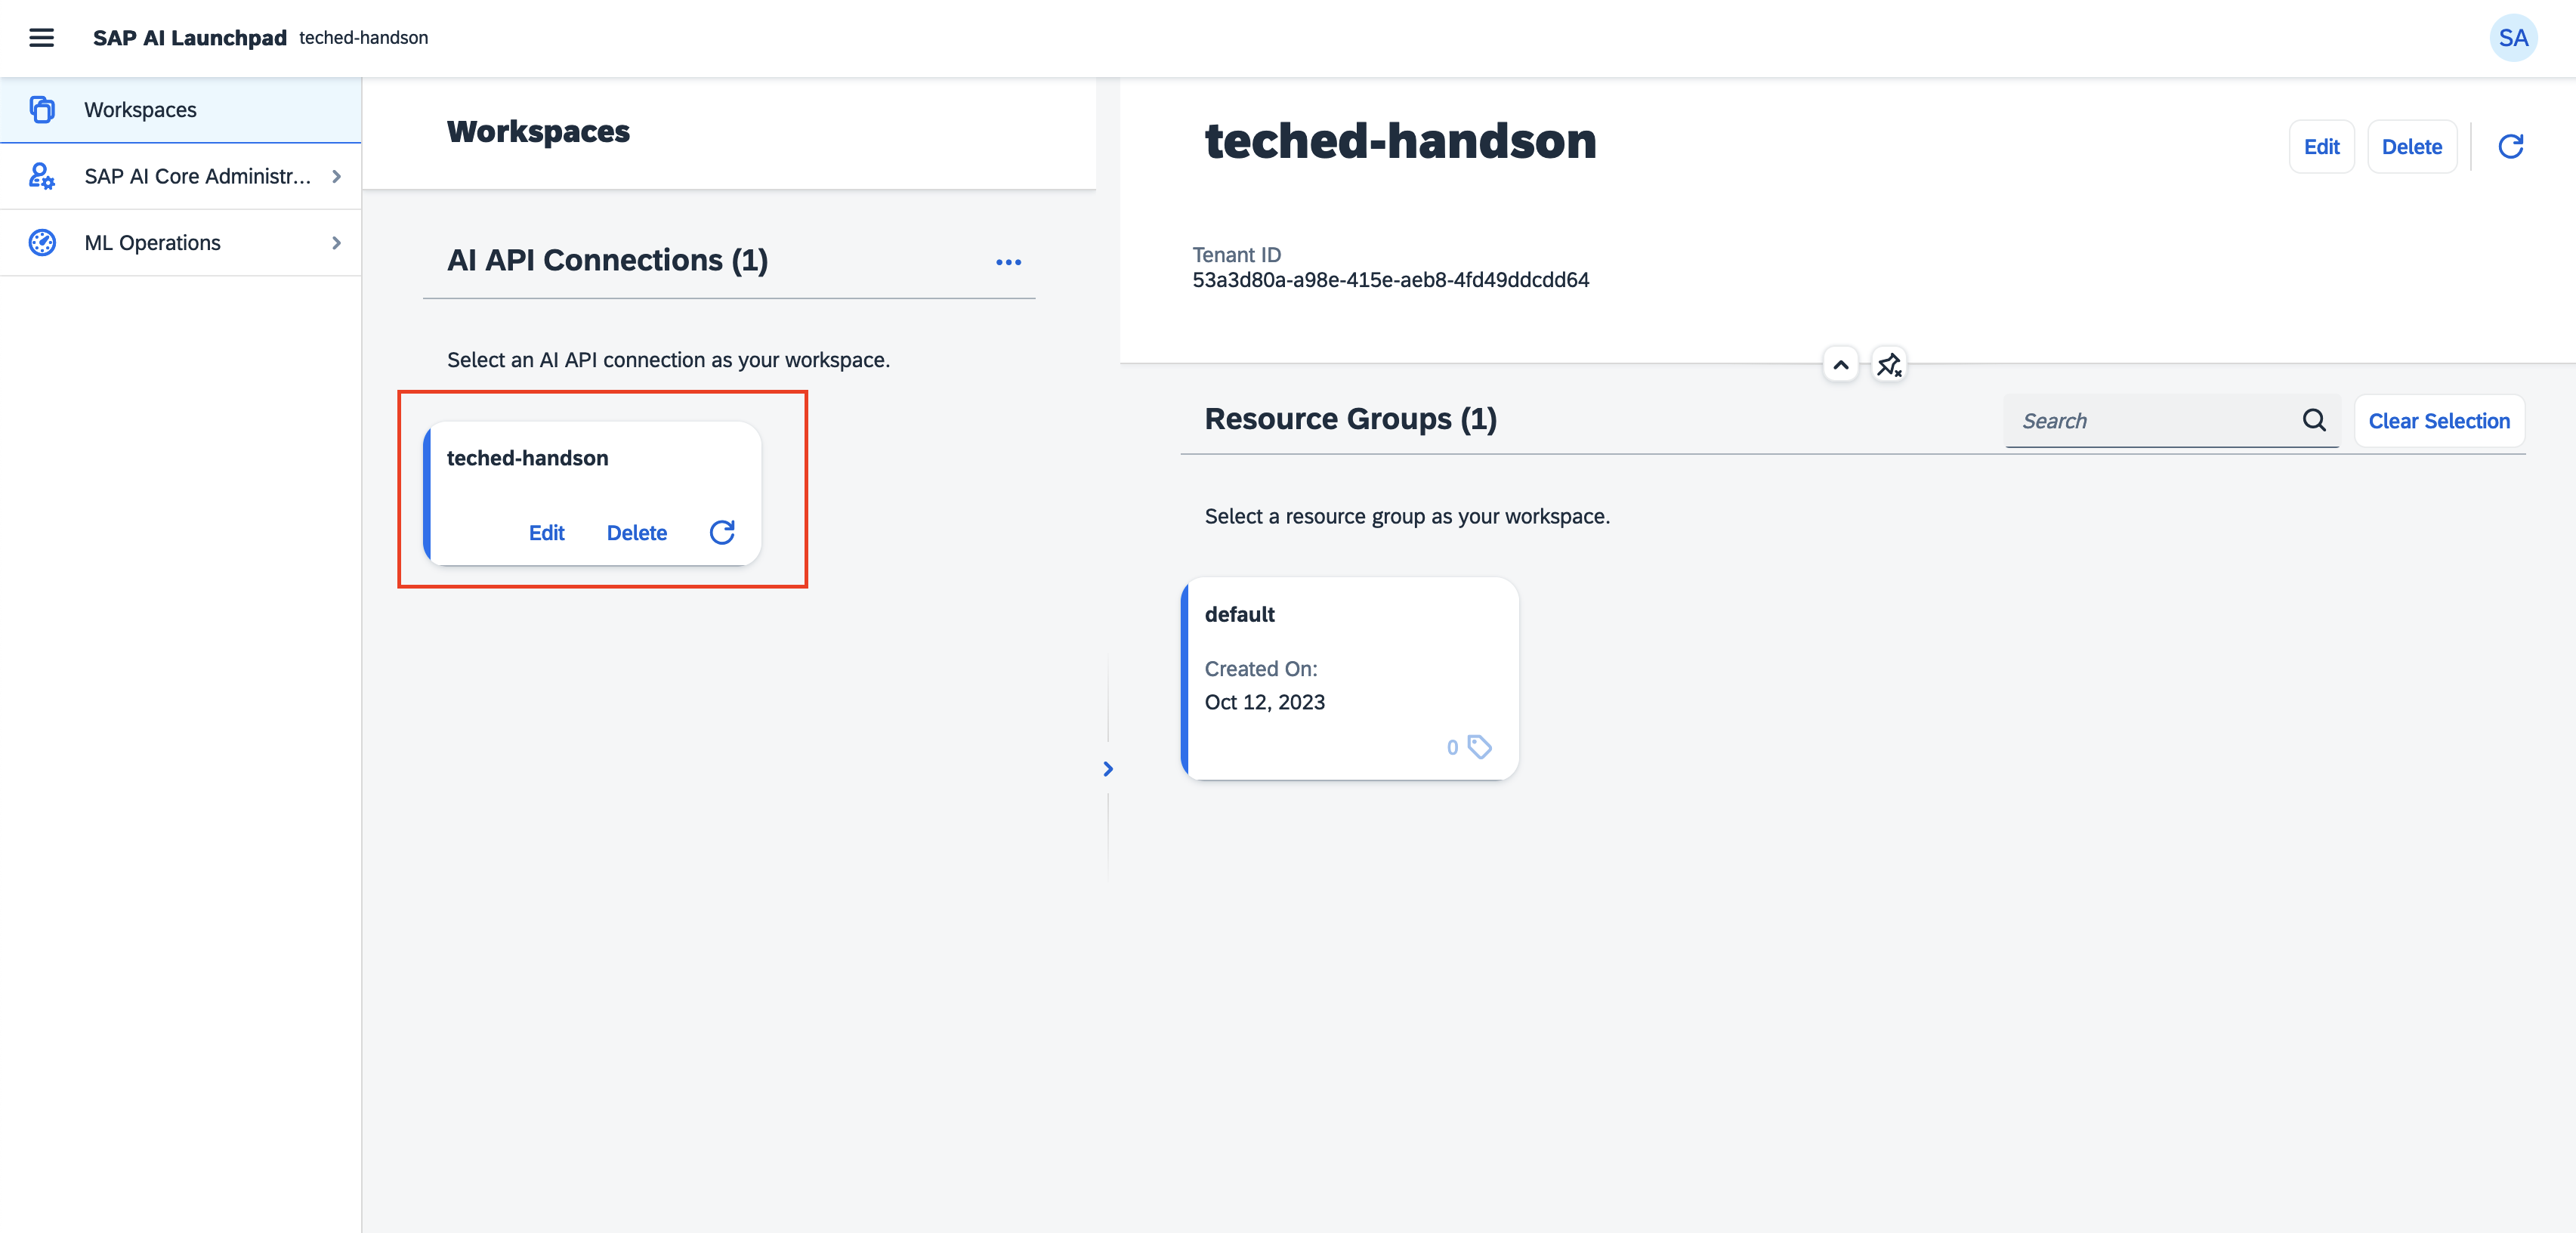 SAP AI Launchpad teched-handson
SA
Workspaces
SAP AI Core Administr...
ML Operations
Workspaces
AI API Connections (1)
Select an AI API connection as your workspace.
teched-handson
Edit Delete
teched-handson
Edit Delete
Tenant ID
53a3d80a-a98e-415e-aeb8-4fd49ddcdd64
Resource Groups (1)
Search
Clear Selection
Select a resource group as your workspace.
default
Created On:
Oct 12, 2023
0